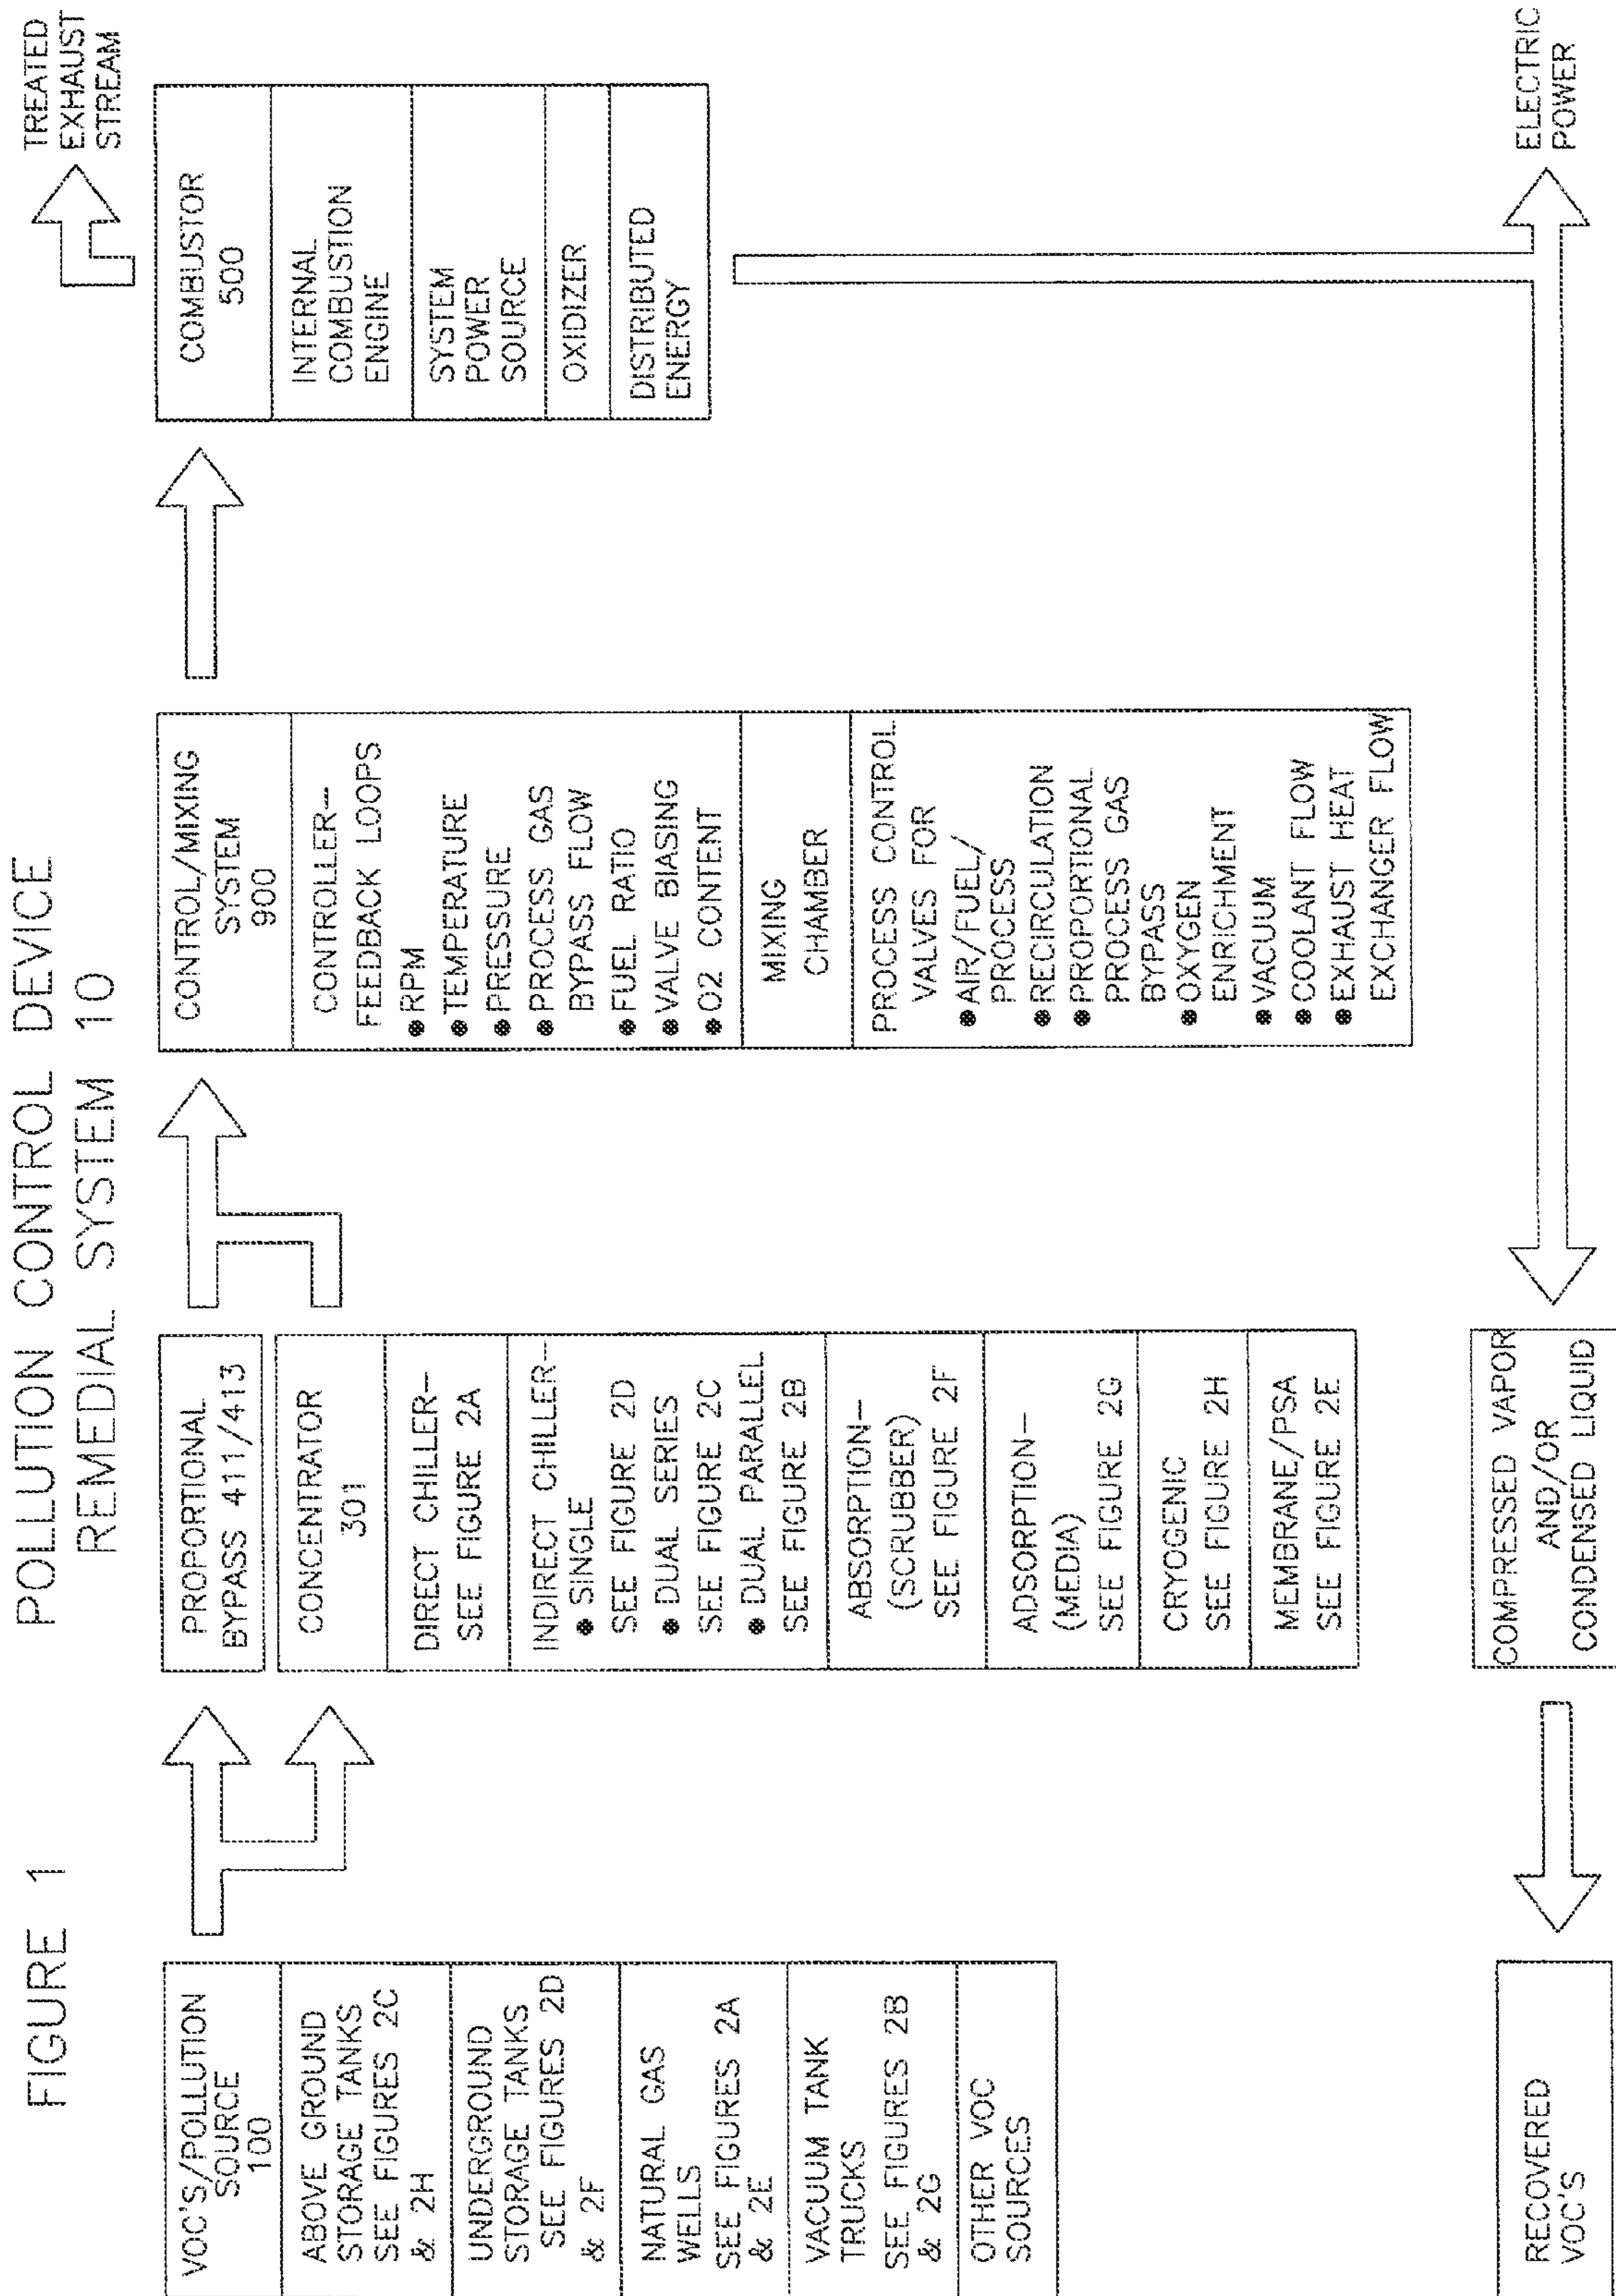 FIGURE 1
POLLUTION CONTROL DEVICE
REMEDIAL SYSTEM 10
VOC'S/POLLUTION
SOURCE
100
ABOVE GROUND
STORAGE TANKS
SEE FIGURES 2C
& 2H
UNDERGROUND
STORAGE TANKS
SEE FIGURES 2D
& 2F
NATURAL GAS
WELLS
SEE FIGURES 2A
& 2E
VACUUM TANK
TRUCKS
SEE FIGURES 2B
& 2G
OTHER VOC
SOURCES
PROPORTIONAL
BYPASS 411/413
CONCENTRATOR
301
DIRECT CHILLER–
SEE FIGURE 2A
INDIRECT CHILLER–
● SINGLE
SEE FIGURE 2D
● DUAL SERIES
SEE FIGURE 2C
● DUAL PARALLEL
SEE FIGURE 2B
ABSORPTION–
(SCRUBBER)
SEE FIGURE 2F
ADSORPTION–
(MEDIA)
SEE FIGURE 2G
CRYOGENIC
SEE FIGURE 2H
MEMBRANE/PSA
SEE FIGURE 2E
CONTROL/MIXING
SYSTEM
900
CONTROLLER–
FEEDBACK LOOPS
● RPM
● TEMPERATURE
● PRESSURE
● PROCESS GAS
BYPASS FLOW
● FUEL RATIO
● VALVE BIASING
● O2 CONTENT
MIXING
CHAMBER
PROCESS CONTROL
VALVES FOR
● AIR/FUEL/
PROCESS
● RECIRCULATION
● PROPORTIONAL
PROCESS GAS
BYPASS
● OXYGEN
ENRICHMENT
● VACUUM
● COOLANT FLOW
● EXHAUST HEAT
EXCHANGER FLOW
COMBUSTOR
500
INTERNAL
COMBUSTION
ENGINE
SYSTEM
POWER
SOURCE
OXIDIZER
DISTRIBUTED
ENERGY
TREATED
EXHAUST
STREAM
RECOVERED
VOC'S
COMPRESSED VAPOR
AND/OR
CONDENSED LIQUID
ELECTRIC
POWER